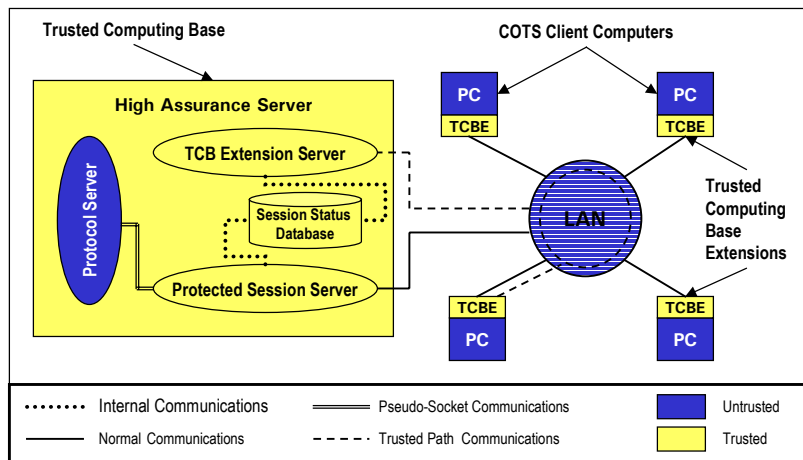 Trusted Computing Base
COTS Client Computers
High Assurance Server
PC
TCBE
PC
TCBE
TCB Extension Server
Protocol Server
Session Status
Database
LAN
Trusted
Computing
Base
Extensions
Protected Session Server
TCBE
PC
TCBE
PC
Internal Communications
Pseudo-Socket Communications
Untrusted
Normal Communications
Trusted Path Communications
Trusted